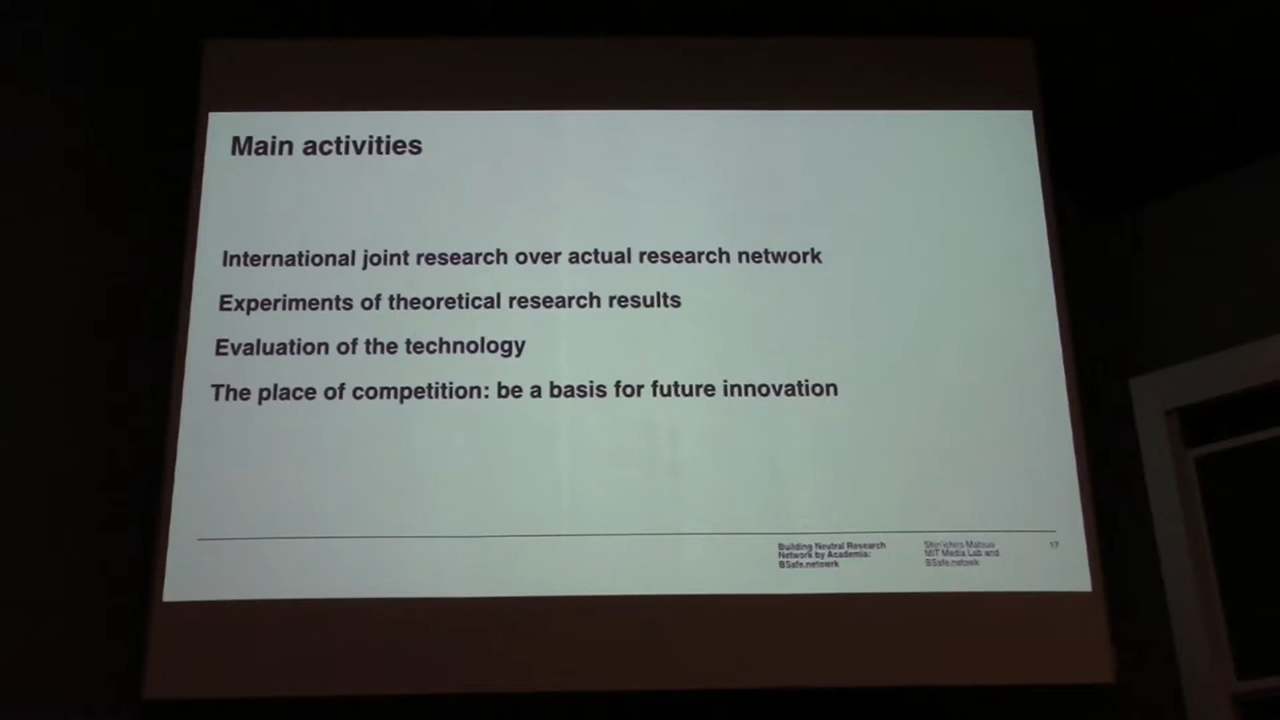 Main activities
International joint research over actual research network
Experiments of theoretical research results
Evaluation of the technology
The place of competition: be a basis for future innovation
Building Neutral Research
Network by Academia:
BSafe.netowrk
Shin'ichiro Matsuo
MIT Media Lab and
BSafe.netowrk
17